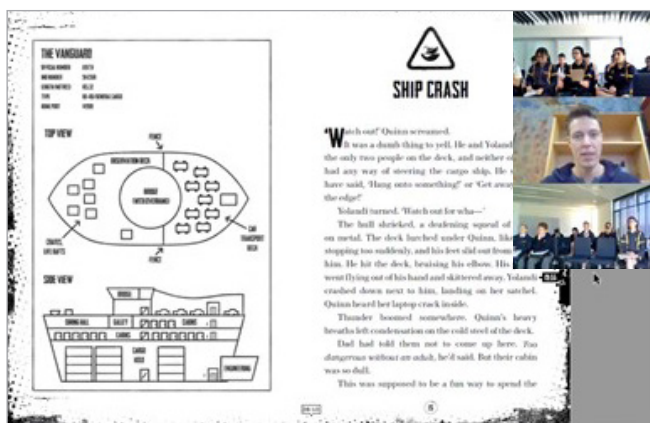 THE VANGUARD
TOP VIEW
FENCE
OBSERVATION DECK
BRIDGE
CRATES,
LIFE RAFTS
CAR
TRANSPORT
DECK
FENCE
SIDE VIEW
BRIDGE
DINING HALL
GALLEY
CABINS
CABINS
CARGO
HOLD
ENGINEERING
SHIP CRASH
'Watch out!' Quinn screamed.
It was a dumb thing to yell. He and Yoland
the only two people on the deck, and neither o
had any way of steering the cargo ship. He s
have said, 'Hang onto something!' or 'Get away
the edge!'
Yolandi turned. 'Watch out for wha—'
The hull shrieked, a deafening squeal of
on metal. The deck lurched under Quinn, like
stopping too suddenly, and his feet slid out from
him. He hit the deck, bruising his elbow. His
went flying out of his hand and skittered away. Yolandi
crashed down next to him, landing on her satchel.
Quinn heard her laptop crack inside.
Thunder boomed somewhere. Quinn's heavy
breaths left condensation on the cold steel of the deck.
Dad had told them not to come up here. Too
dangerous without an adult, he'd said. But their cabin
was so dull.
This was supposed to be a fun way to spend the